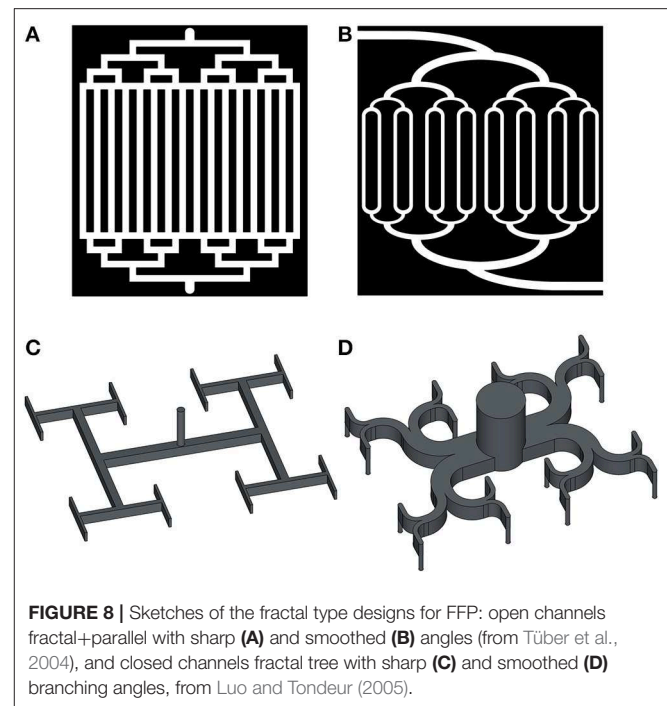 A
B
C
D
FIGURE 8 | Sketches of the fractal type designs for FFP: open channels
fractal+parallel with sharp (A) and smoothed (B) angles (from Tüber et al.,
2004), and closed channels fractal tree with sharp (C) and smoothed (D)
branching angles, from Luo and Tondeur (2005).